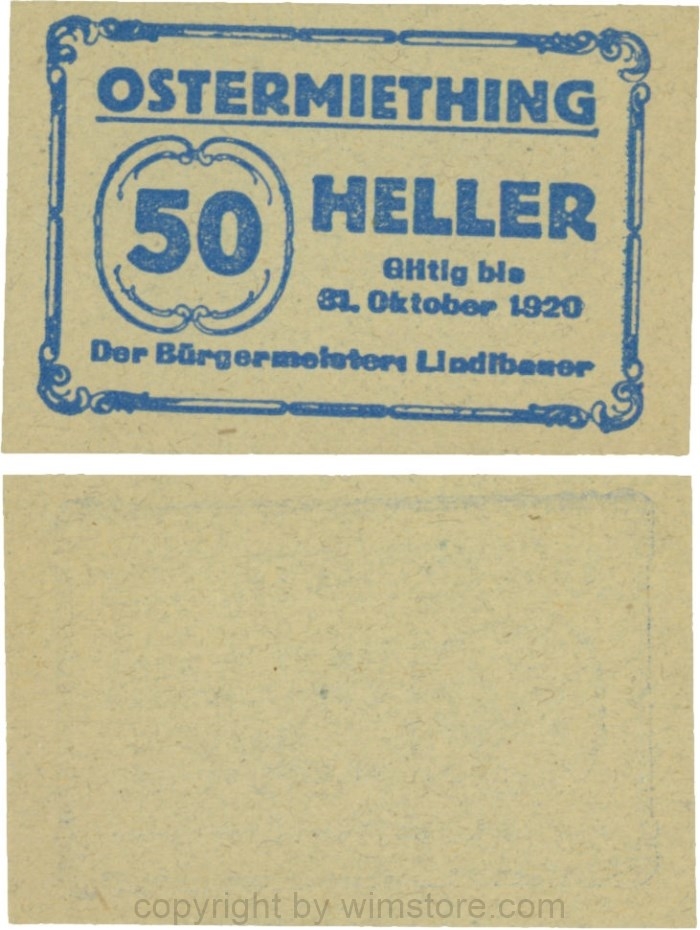 OSTERMIETHING
50 HELLER
Gültig bis
31. Oktober 1920
Der Bürgermeister: Lindlbauer
copyright by wimstore.com